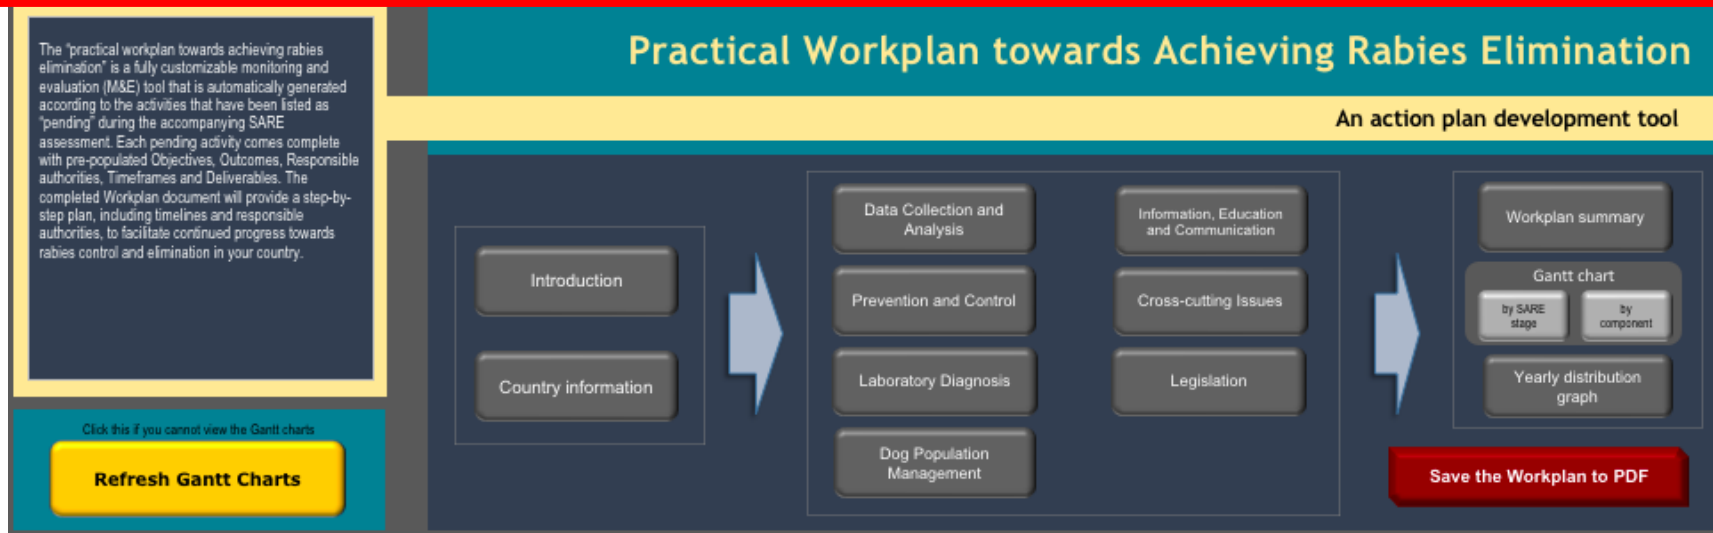 The "practical workplan towards achieving rabies
elimination" is a fully customizable monitoring and
evaluation (M&E) tool that is automatically generated
according to the activities that have been listed as
"pending" during the accompanying SARE
assessment. Each pending activity comes complete
with pre-populated Objectives, Outcomes, Responsible
authorities, Timeframes and Deliverables. The
completed Workplan document will provide a step-by-
step plan, including timelines and responsible
authorities, to facilitate continued progress towards
rabies control and elimination in your country.
Click this if you cannot view the Gantt charts
Refresh Gantt Charts
Practical Workplan towards Achieving Rabies Elimination
An action plan development tool
Introduction
Country information
Data Collection and
Analysis
Prevention and Control
Laboratory Diagnosis
Dog Population
Management
Information, Education
and Communication
Cross-cutting Issues
Legislation
Workplan summary
Gantt chart
by SARE
stage
by
component
Yearly distribution
graph
Save the Workplan to PDF